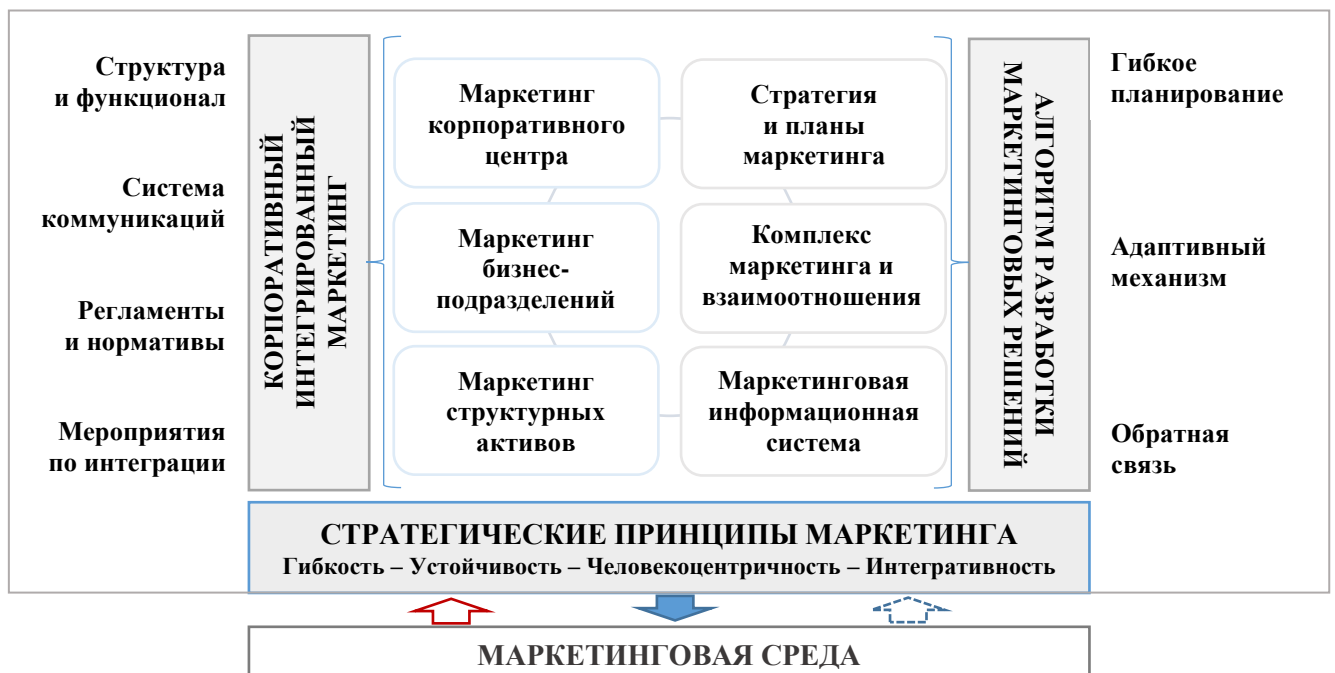 Структура
и функционал
Система
коммуникаций
Регламенты
и нормативы
Мероприятия
по интеграции
КОРПОРАТИВНЫЙ
ИНТЕГРИРОВАННЫЙ
МАРКЕТИНГ
Маркетинг
корпоративного
центра
Маркетинг
бизнес-
подразделений
Маркетинг
структурных
активов
Стратегия
и планы
маркетинга
Комплекс
маркетинга и
взаимоотношения
Маркетинговая
информационная
система
АЛГОРИТМ РАЗРАБОТКИ
МАРКЕТИНГОВЫХ РЕШЕНИЙ
Гибкое
планирование
Адаптивный
механизм
Обратная
связь
СТРАТЕГИЧЕСКИЕ ПРИНЦИПЫ МАРКЕТИНГА
Гибкость – Устойчивость – Человекоцентричность – Интегративность
МАРКЕТИНГОВАЯ СРЕДА